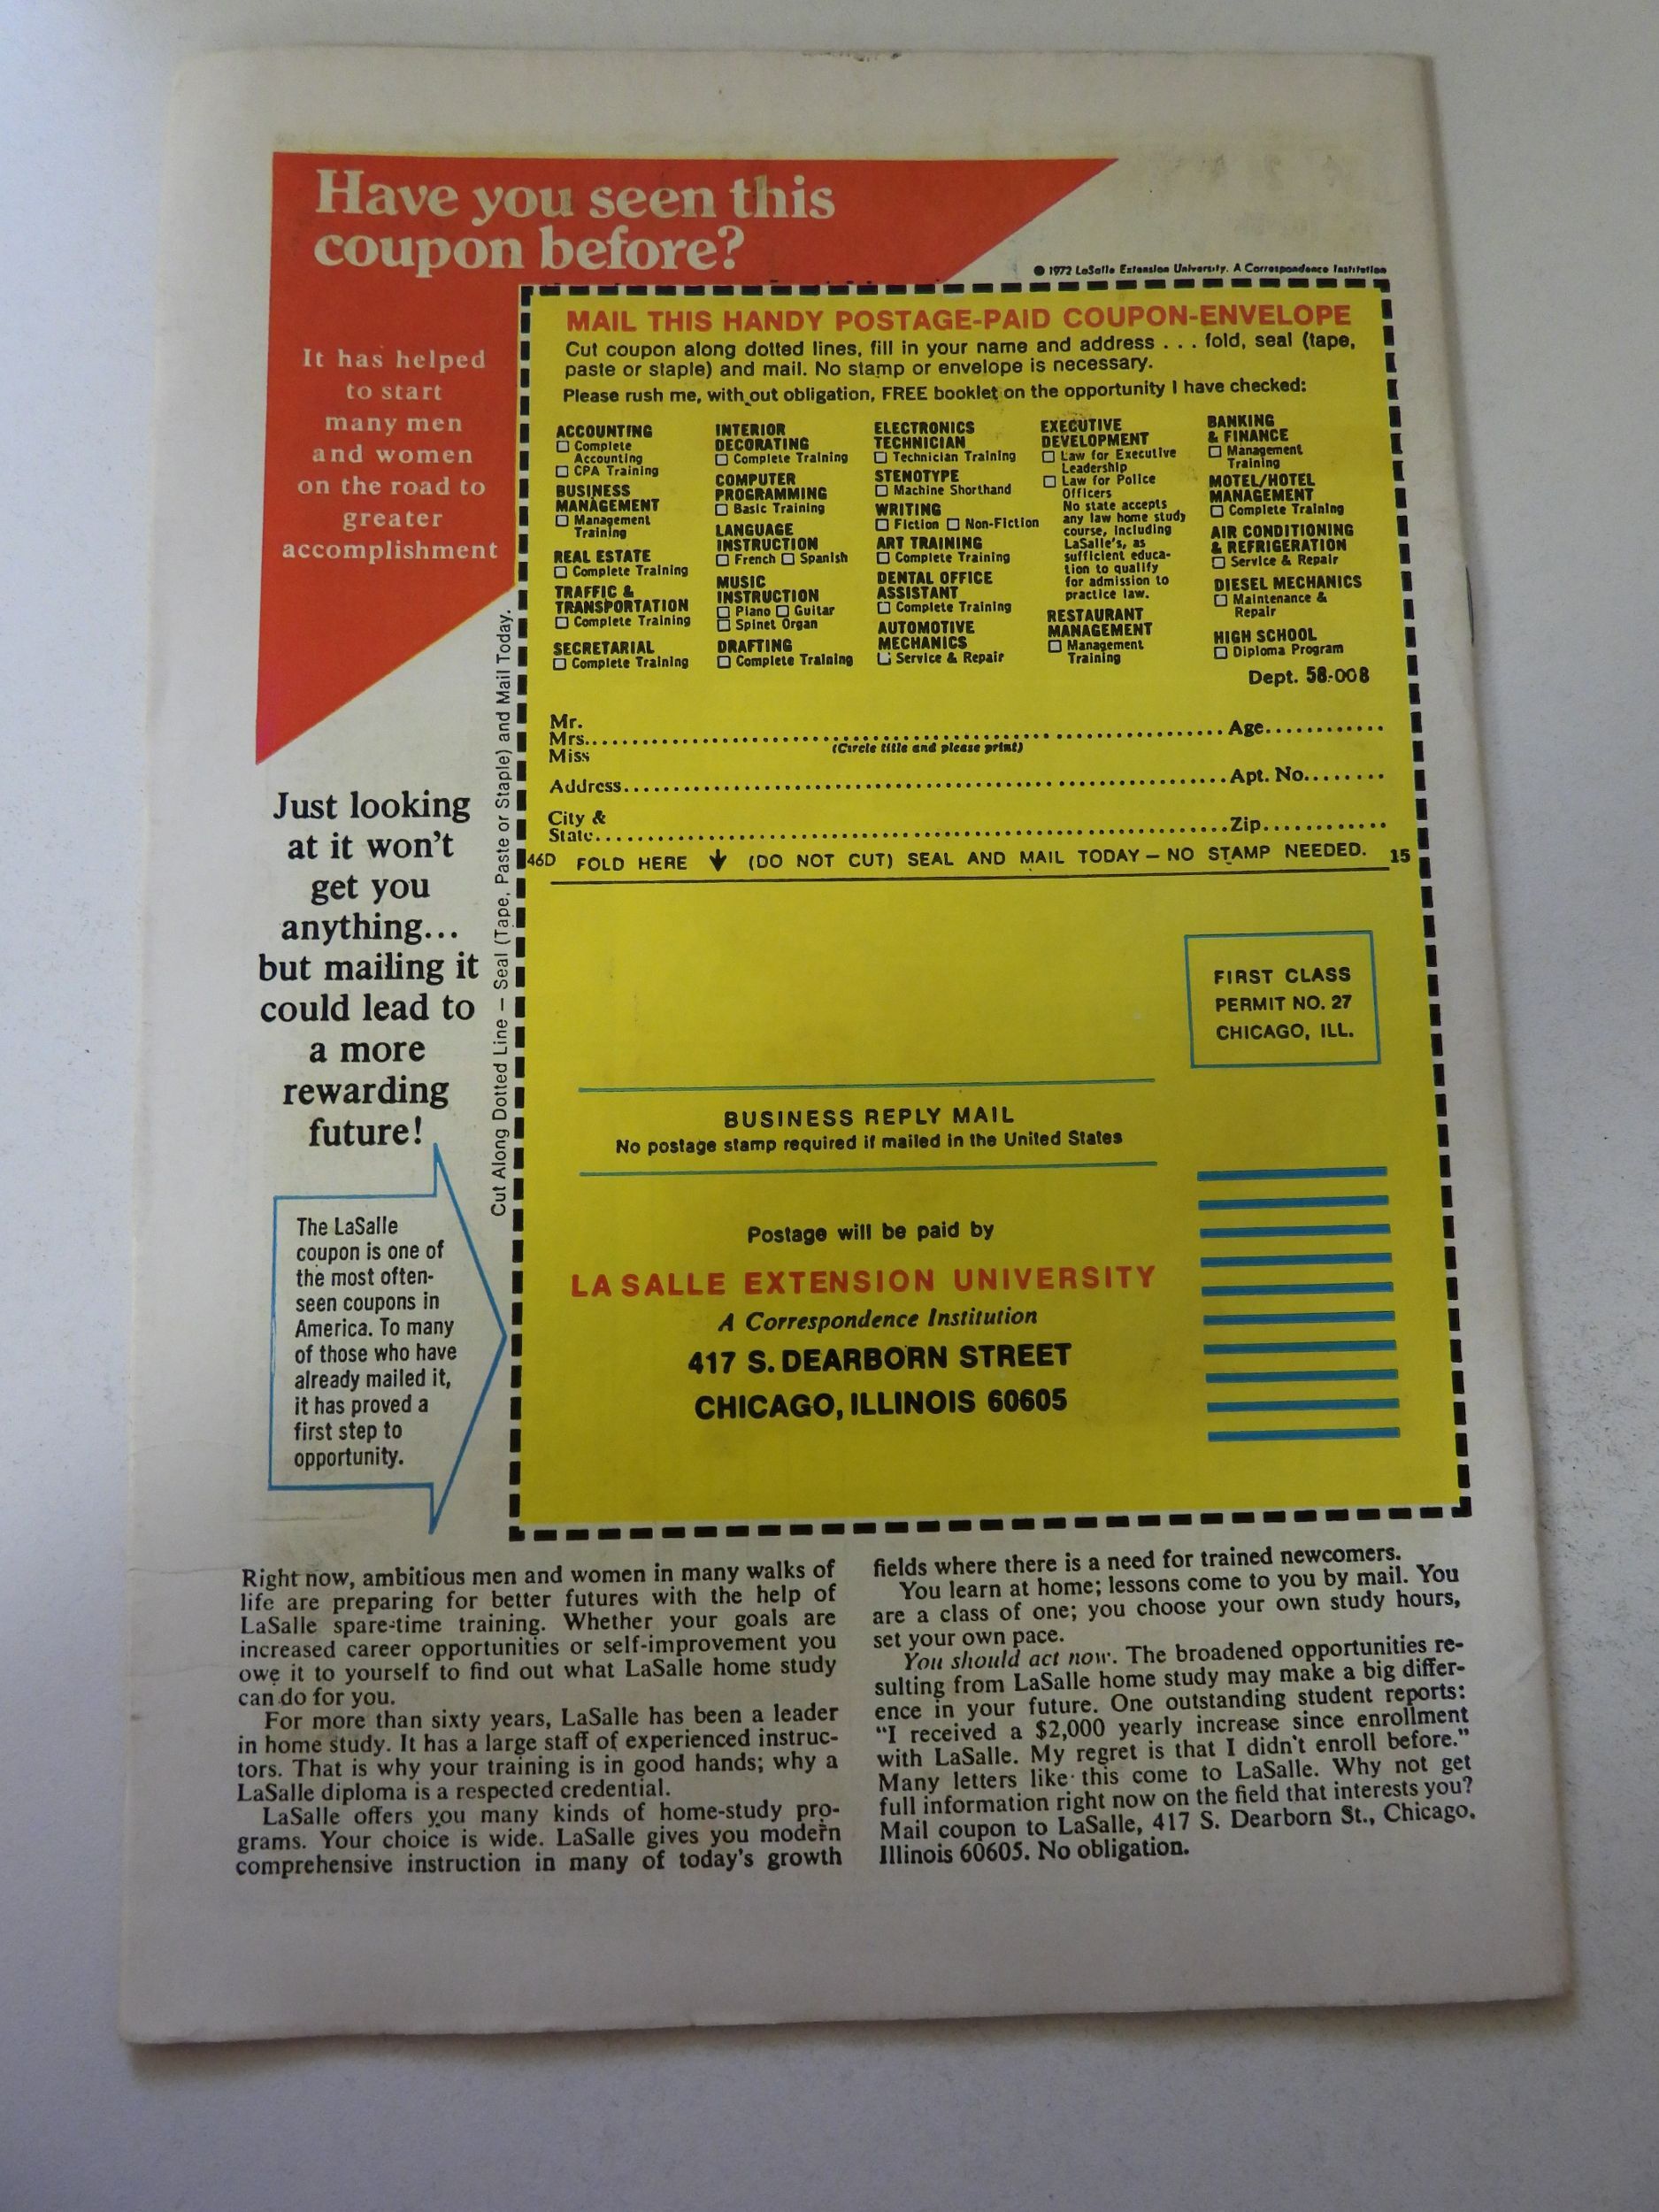 Have you seen this
coupon before?
© 1972 LaSalle Extension University. A Correspondence Institution
It has helped
to start
many men
and women
on the road to
greater
accomplishment
Just looking
at it won't
get you
anything...
but mailing it
could lead to
a more
rewarding
future!
The LaSalle
coupon is one of
the most often-
seen coupons in
America. To many
of those who have
already mailed it,
it has proved a
first step to
opportunity.
Cut Along Dotted Line — Seal (Tape, Paste or Staple) and Mail Today.
MAIL THIS HANDY POSTAGE-PAID COUPON-ENVELOPE
Cut coupon along dotted lines, fill in your name and address . . . fold, seal (tape,
paste or staple) and mail. No stamp or envelope is necessary.
Please rush me, with out obligation, FREE booklet on the opportunity I have checked:
ACCOUNTING
☐ Complete
Accounting
☐ CPA Training
BUSINESS
MANAGEMENT
☐ Management
Training
REAL ESTATE
☐ Complete Training
TRAFFIC &
TRANSPORTATION
☐ Complete Training
SECRETARIAL
☐ Complete Training
INTERIOR
DECORATING
☐ Complete Training
COMPUTER
PROGRAMMING
☐ Basic Training
LANGUAGE
INSTRUCTION
☐ French ☐ Spanish
MUSIC
INSTRUCTION
☐ Piano ☐ Guitar
☐ Spinet Organ
DRAFTING
☐ Complete Training
ELECTRONICS
TECHNICIAN
☐ Technician Training
STENOTYPE
☐ Machine Shorthand
WRITING
☐ Fiction ☐ Non-Fiction
ART TRAINING
☐ Complete Training
DENTAL OFFICE
ASSISTANT
☐ Complete Training
AUTOMOTIVE
MECHANICS
☐ Service & Repair
EXECUTIVE
DEVELOPMENT
☐ Law for Executive
Leadership
☐ Law for Police
Officers
No state accepts
any law home study
course, including
LaSalle's, as
sufficient educa-
tion to qualify
for admission to
practice law.
RESTAURANT
MANAGEMENT
☐ Management
Training
BANKING
& FINANCE
☐ Management
Training
MOTEL/HOTEL
MANAGEMENT
☐ Complete Training
AIR CONDITIONING
& REFRIGERATION
☐ Service & Repair
DIESEL MECHANICS
☐ Maintenance &
Repair
HIGH SCHOOL
☐ Diploma Program
Dept. 58-008
Mr.
Mrs.......... Age..........
Miss
(Circle title and please print)
Address.......... Apt. No........
City &
State.......... Zip..........
46D FOLD HERE ↓ (DO NOT CUT) SEAL AND MAIL TODAY — NO STAMP NEEDED. 15
FIRST CLASS
PERMIT NO. 27
CHICAGO, ILL.
BUSINESS REPLY MAIL
No postage stamp required if mailed in the United States
Postage will be paid by
LA SALLE EXTENSION UNIVERSITY
A Correspondence Institution
417 S. DEARBORN STREET
CHICAGO, ILLINOIS 60605
Right now, ambitious men and women in many walks of
life are preparing for better futures with the help of
LaSalle spare-time training. Whether your goals are
increased career opportunities or self-improvement you
owe it to yourself to find out what LaSalle home study
can do for you.
For more than sixty years, LaSalle has been a leader
in home study. It has a large staff of experienced instruc-
tors. That is why your training is in good hands; why a
LaSalle diploma is a respected credential.
LaSalle offers you many kinds of home-study pro-
grams. Your choice is wide. LaSalle gives you modern
comprehensive instruction in many of today's growth
fields where there is a need for trained newcomers.
You learn at home; lessons come to you by mail. You
are a class of one; you choose your own study hours,
set your own pace.
You should act now. The broadened opportunities re-
sulting from LaSalle home study may make a big differ-
ence in your future. One outstanding student reports:
"I received a $2,000 yearly increase since enrollment
with LaSalle. My regret is that I didn't enroll before."
Many letters like this come to LaSalle. Why not get
full information right now on the field that interests you?
Mail coupon to LaSalle, 417 S. Dearborn St., Chicago,
Illinois 60605. No obligation.